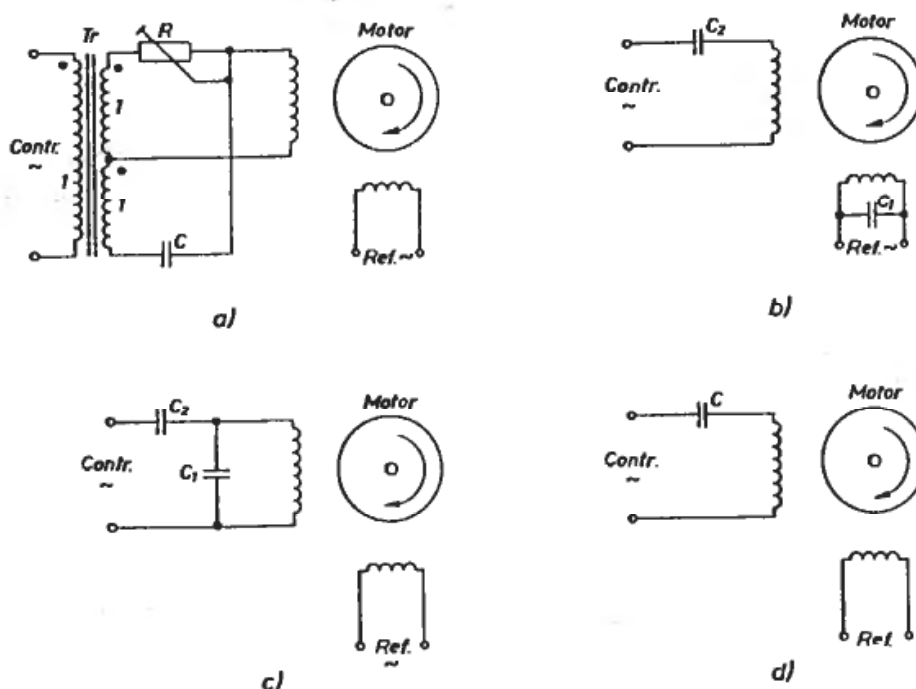 Tr
R
Motor
1
Contr.
~
1
1
C
Ref.~
a)
C2
Motor
Contr.
~
C1
Ref.~
b)
C2
Motor
Contr.
~
C1
Ref.
~
c)
C
Motor
Contr.
~
Ref.
d)